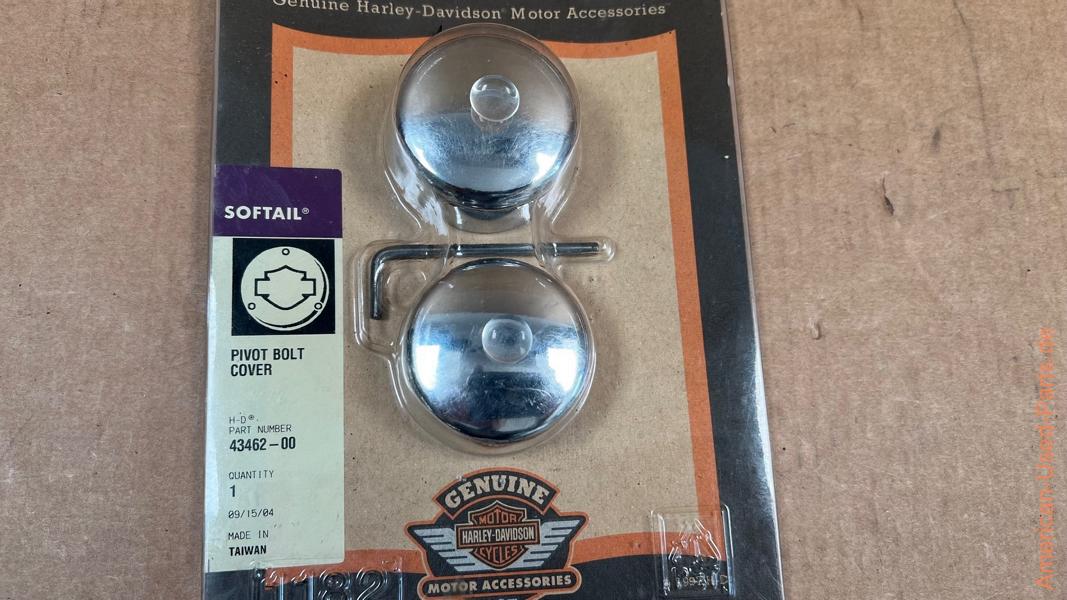 Genuine Harley-Davidson® Motor Accessories
SOFTAIL®
PIVOT BOLT
COVER
H-D®.
PART NUMBER
43462-00
QUANTITY
1
09/15/04
MADE IN
TAIWAN
GENUINE
MOTOR
HARLEY-DAVIDSON
CYCLES
MOTOR ACCESSORIES
1182
American-Used-Parts.de